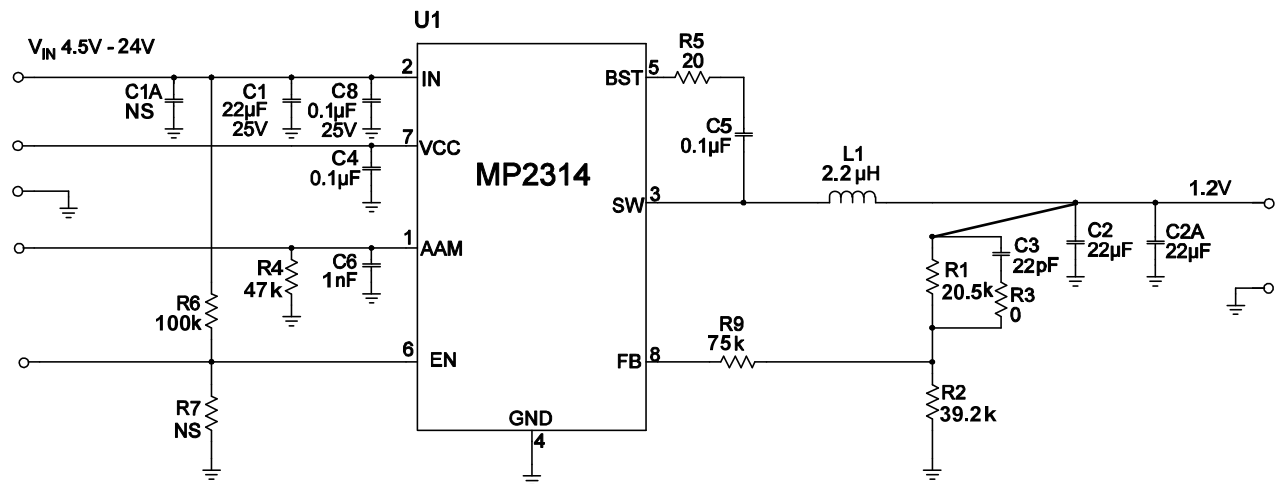 U1
V_IN 4.5V - 24V
C1A
NS
C1
22µF
25V
C8
0.1µF
25V
2
IN
7
VCC
C4
0.1µF
1
AAM
R4
47k
C6
1nF
R6
100k
6
EN
R7
NS
MP2314
GND
4
BST
5
R5
20
C5
0.1µF
SW
3
L1
2.2µH
1.2V
C2
22µF
C2A
22µF
C3
22pF
R1
20.5k
R3
0
R9
75k
FB
8
R2
39.2k